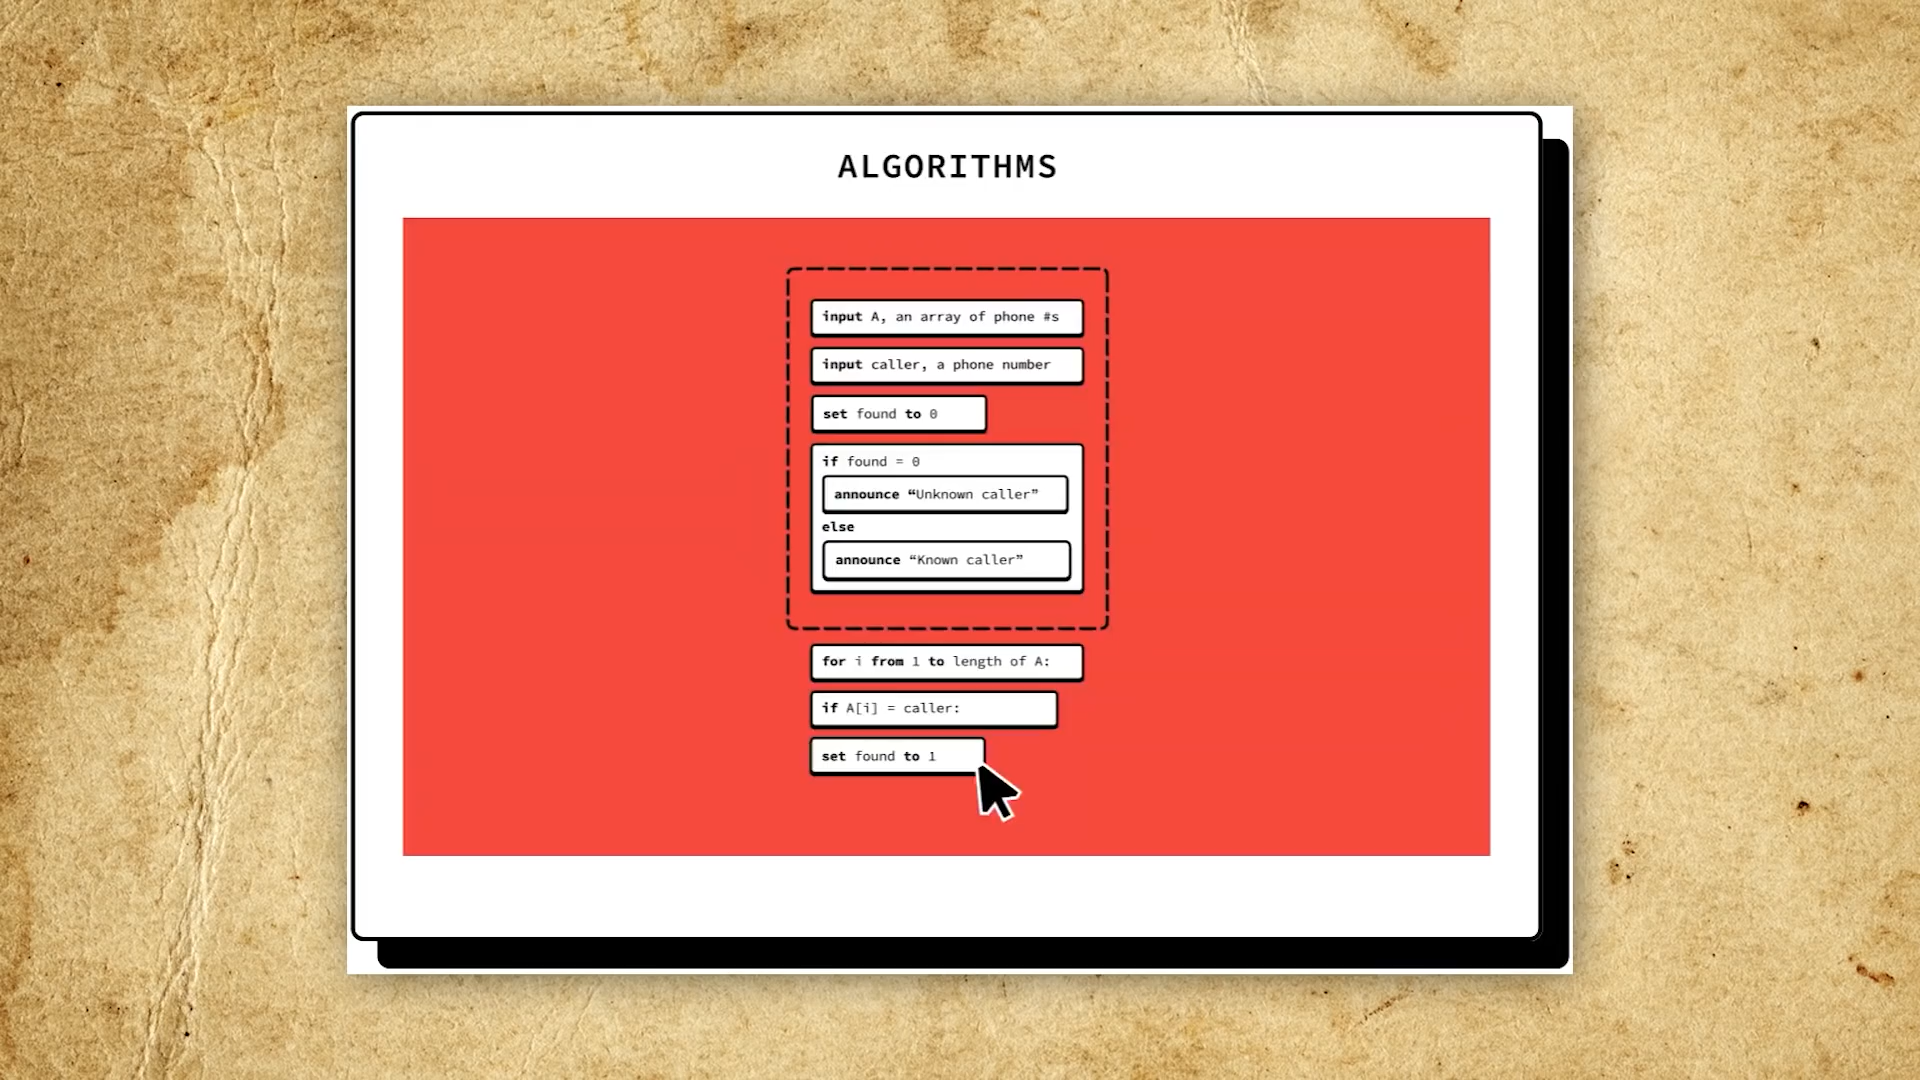 ALGORITHMS
input A, an array of phone #s
input caller, a phone number
set found to 0
if found = 0
announce “Unknown caller”
else
announce “Known caller”
for i from 1 to length of A:
if A[i] = caller:
set found to 1